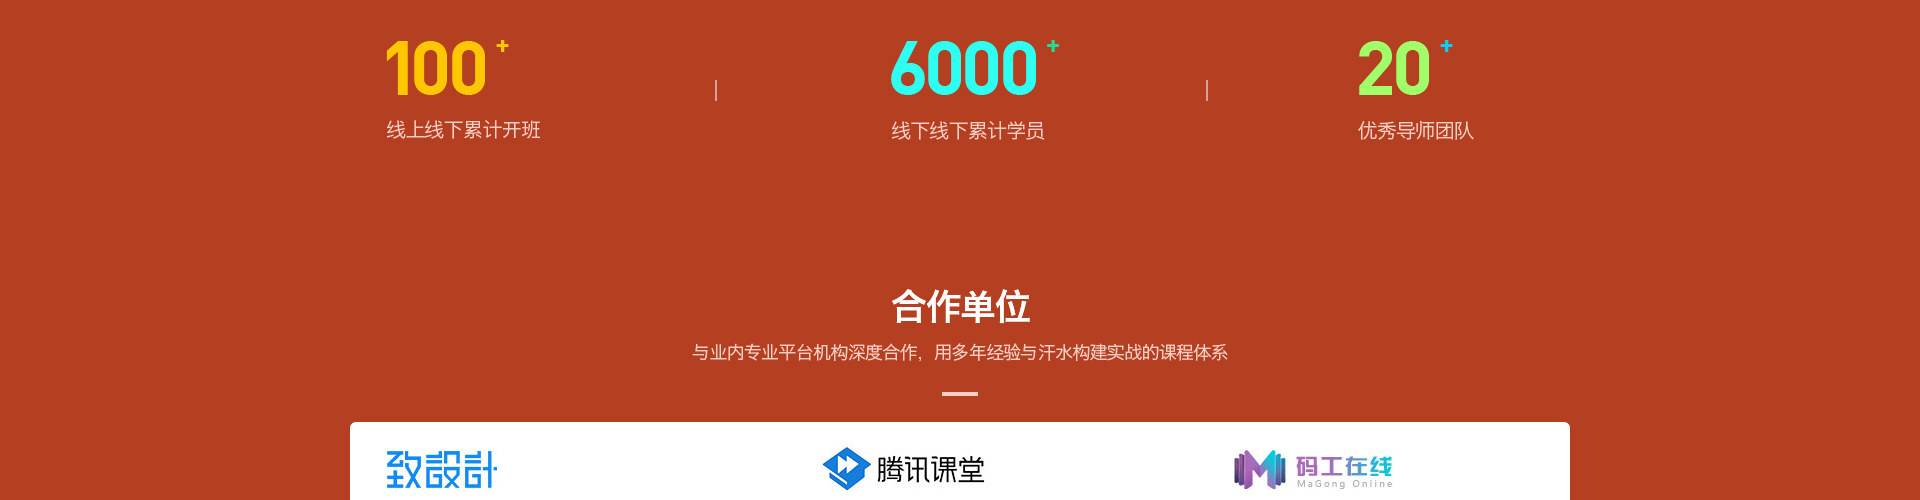 100+
6000+
20+
线上线下累计开班
线下线下累计学员
优秀导师团队
合作单位
与业内专业平台机构深度合作，用多年经验与汗水构建实战的课程体系
致設計
腾讯课堂
码工在线
MaGong Online